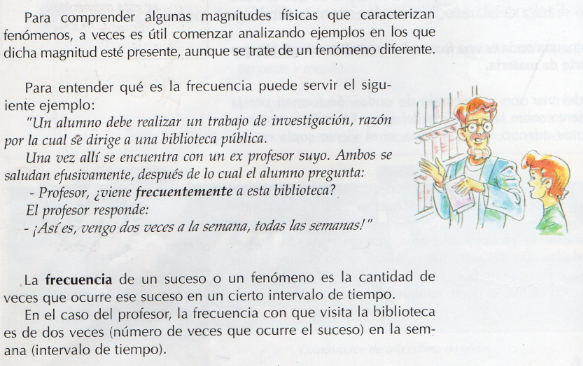 Para comprender algunas magnitudes físicas que caracterizan
fenómenos, a veces es útil comenzar analizando ejemplos en los que
dicha magnitud esté presente, aunque se trate de un fenómeno diferente.
Para entender qué es la frecuencia puede servir el sigu-
iente ejemplo:
"Un alumno debe realizar un trabajo de investigación, razón
por la cual se dirige a una biblioteca pública.
Una vez allí se encuentra con un ex profesor suyo. Ambos se
saludan efusivamente, después de lo cual el alumno pregunta:
- Profesor, ¿viene frecuentemente a esta biblioteca?
El profesor responde:
- ¡Así es, vengo dos veces a la semana, todas las semanas!"
La frecuencia de un suceso o un fenómeno es la cantidad de
veces que ocurre ese suceso en un cierto intervalo de tiempo.
En el caso del profesor, la frecuencia con que visita la biblioteca
es de dos veces (número de veces que ocurre el suceso) en la sem-
ana (intervalo de tiempo).